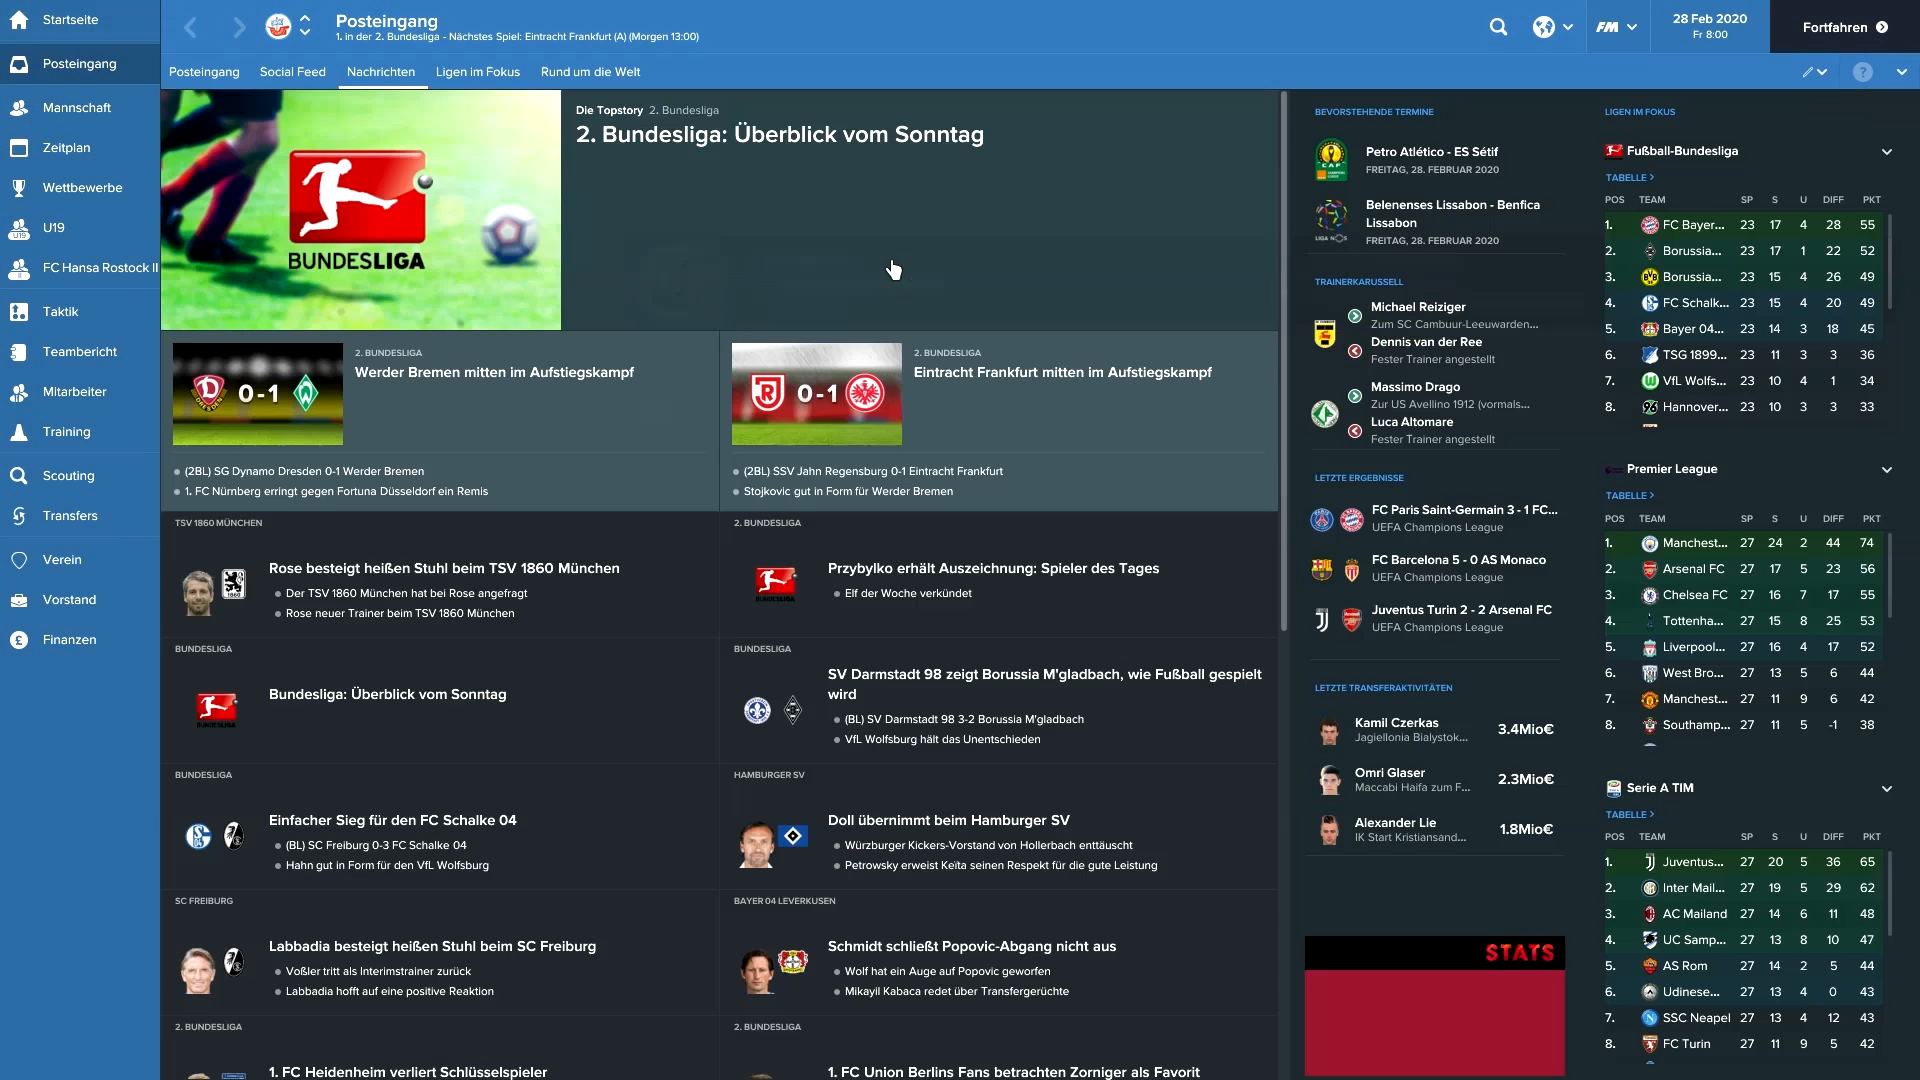 Startseite
Posteingang
Mannschaft
Zeitplan
Wettbewerbe
U19
FC Hansa Rostock II
Taktik
Teambericht
Mitarbeiter
Training
Scouting
Transfers
Verein
Vorstand
Finanzen
Posteingang
1. in der 2. Bundesliga - Nächstes Spiel: Eintracht Frankfurt (A) (Morgen 13:00)
FM
28 Feb 2020
Fr 8:00
Fortfahren
Posteingang Social Feed Nachrichten Ligen im Fokus Rund um die Welt
?
BUNDESLIGA
Die Topstory 2. Bundesliga
2. Bundesliga: Überblick vom Sonntag
0-1
2. BUNDESLIGA
Werder Bremen mitten im Aufstiegskampf
(2BL) SG Dynamo Dresden 0-1 Werder Bremen
1. FC Nürnberg erringt gegen Fortuna Düsseldorf ein Remis
0-1
2. BUNDESLIGA
Eintracht Frankfurt mitten im Aufstiegskampf
(2BL) SSV Jahn Regensburg 0-1 Eintracht Frankfurt
Stojkovic gut in Form für Werder Bremen
TSV 1860 MÜNCHEN
Rose besteigt heißen Stuhl beim TSV 1860 München
Der TSV 1860 München hat bei Rose angefragt
Rose neuer Trainer beim TSV 1860 München
2. BUNDESLIGA
Przybylko erhält Auszeichnung: Spieler des Tages
Elf der Woche verkündet
BUNDESLIGA
Bundesliga: Überblick vom Sonntag
BUNDESLIGA
SV Darmstadt 98 zeigt Borussia M'gladbach, wie Fußball gespielt
wird
(BL) SV Darmstadt 98 3-2 Borussia M'gladbach
VfL Wolfsburg hält das Unentschieden
BUNDESLIGA
Einfacher Sieg für den FC Schalke 04
(BL) SC Freiburg 0-3 FC Schalke 04
Hahn gut in Form für den VfL Wolfsburg
HAMBURGER SV
Doll übernimmt beim Hamburger SV
Würzburger Kickers-Vorstand von Hollerbach enttäuscht
Petrowsky erweist Keïta seinen Respekt für die gute Leistung
SC FREIBURG
Labbadia besteigt heißen Stuhl beim SC Freiburg
Voßler tritt als Interimstrainer zurück
Labbadia hofft auf eine positive Reaktion
BAYER 04 LEVERKUSEN
Schmidt schließt Popovic-Abgang nicht aus
Wolf hat ein Auge auf Popovic geworfen
Mikayil Kabaca redet über Transfergerüchte
2. BUNDESLIGA
1. FC Heidenheim verliert Schlüsselspieler
2. BUNDESLIGA
1. FC Union Berlins Fans betrachten Zorniger als Favorit
BEVORSTEHENDE TERMINE
Petro Atlético - ES Sétif
FREITAG, 28. FEBRUAR 2020
Belenenses Lissabon - Benfica
Lissabon
FREITAG, 28. FEBRUAR 2020
TRAINERKARUSSELL
Michael Reiziger
Zum SC Cambuur-Leeuwarden...
Dennis van der Ree
Fester Trainer angestellt
Massimo Drago
Zur US Avellino 1912 (vormals...
Luca Altomare
Fester Trainer angestellt
LETZTE ERGEBNISSE
FC Paris Saint-Germain 3 - 1 FC...
UEFA Champions League
FC Barcelona 5 - 0 AS Monaco
UEFA Champions League
Juventus Turin 2 - 2 Arsenal FC
UEFA Champions League
LETZTE TRANSFERAKTIVITÄTEN
Kamil Czerkas 3.4Mio€
Jagiellonia Bialystok...
Omri Glaser 2.3Mio€
Maccabi Haifa zum F...
Alexander Lie 1.8Mio€
IK Start Kristiansand...
STATS
LIGEN IM FOKUS
Fußball-Bundesliga
TABELLE >
POS TEAM SP S U DIFF PKT
1. FC Bayer... 23 17 4 28 55
2. Borussia... 23 17 1 22 52
3. Borussia... 23 15 4 26 49
4. FC Schalk... 23 15 4 20 49
5. Bayer 04... 23 14 3 18 45
6. TSG 1899... 23 11 3 3 36
7. VfL Wolfs... 23 10 4 1 34
8. Hannover... 23 10 3 3 33
Premier League
TABELLE >
POS TEAM SP S U DIFF PKT
1. Manchest... 27 24 2 44 74
2. Arsenal FC 27 17 5 23 56
3. Chelsea FC 27 16 7 17 55
4. Tottenha... 27 15 8 25 53
5. Liverpool... 27 16 4 17 52
6. West Bro... 27 13 5 6 44
7. Manchest... 27 11 9 6 42
8. Southamp... 27 11 5 -1 38
Serie A TIM
TABELLE >
POS TEAM SP S U DIFF PKT
1. Juventus... 27 20 5 36 65
2. Inter Mail... 27 19 5 29 62
3. AC Mailand 27 14 6 11 48
4. UC Samp... 27 13 8 10 47
5. AS Rom 27 14 2 5 44
6. Udinese... 27 13 4 0 43
7. SSC Neapel 27 13 4 12 43
8. FC Turin 27 11 9 5 42